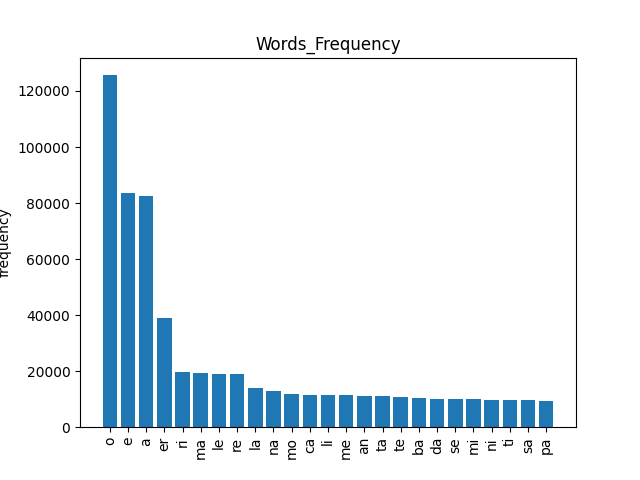 Words_Frequency
frequency
120000
100000
80000
60000
40000
20000
0
o e a er ri ma le re la na mo ca li me an ta te ba da se mi ni ti sa pa